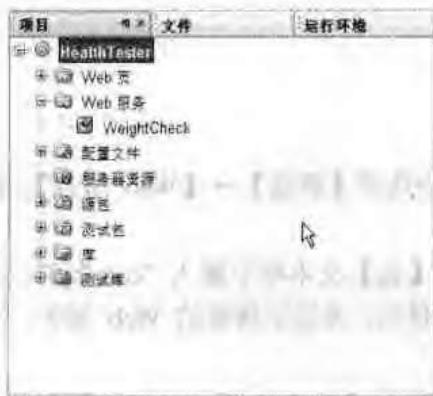 项目 文件 运行环境
HealthTester
Web 页
Web 服务
WeightCheck
配置文件
服务器资源
源包
测试包
库
测试库